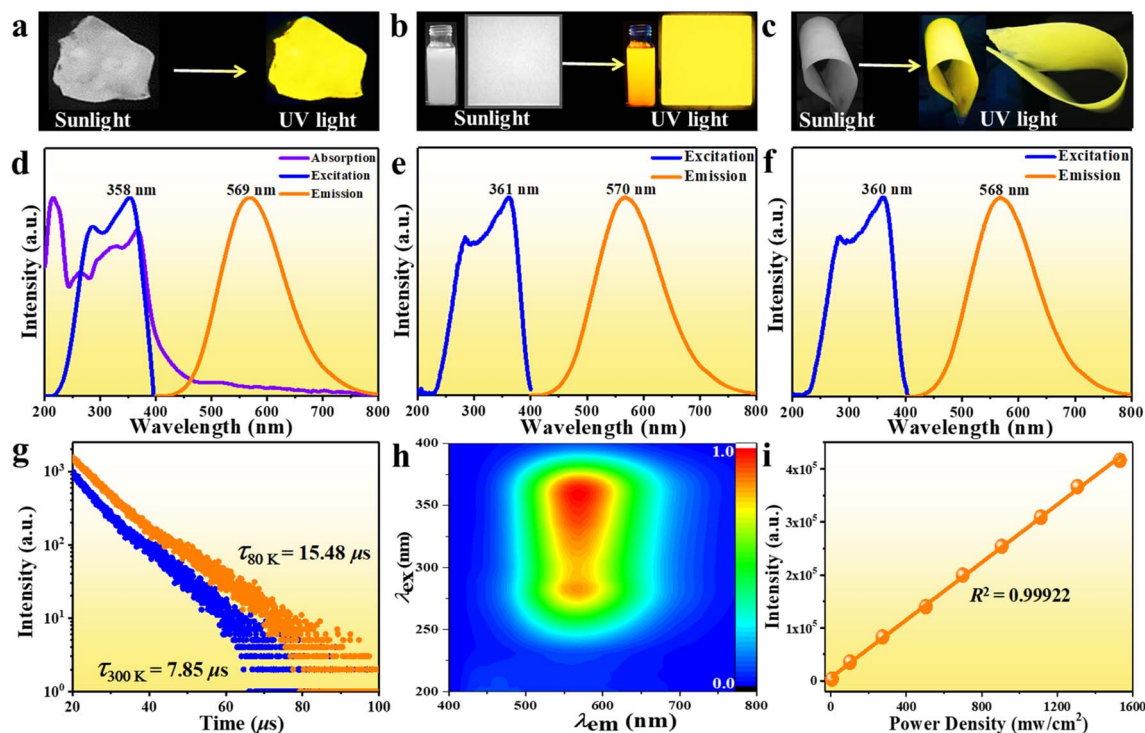 a
Sunlight
UV light
b
Sunlight
UV light
c
Sunlight
UV light
d
Absorption
Excitation
Emission
358 nm
569 nm
Intensity (a.u.)
200 300 400 500 600 700 800
Wavelength (nm)
e
Excitation
Emission
361 nm
570 nm
Intensity (a.u.)
200 300 400 500 600 700 800
Wavelength (nm)
f
Excitation
Emission
360 nm
568 nm
Intensity (a.u.)
200 300 400 500 600 700 800
Wavelength (nm)
g
10³
10²
10¹
10⁰
Intensity (a.u.)
τ80 K = 15.48 μs
τ300 K = 7.85 μs
20 40 60 80 100
Time (μs)
h
400
350
300
250
200
λex (nm)
1.0
0.0
400 500 600 700 800
λem (nm)
i
4x10⁵
3x10⁵
2x10⁵
1x10⁵
0
Intensity (a.u.)
R² = 0.99922
0 400 800 1200 1600
Power Density (mw/cm²)